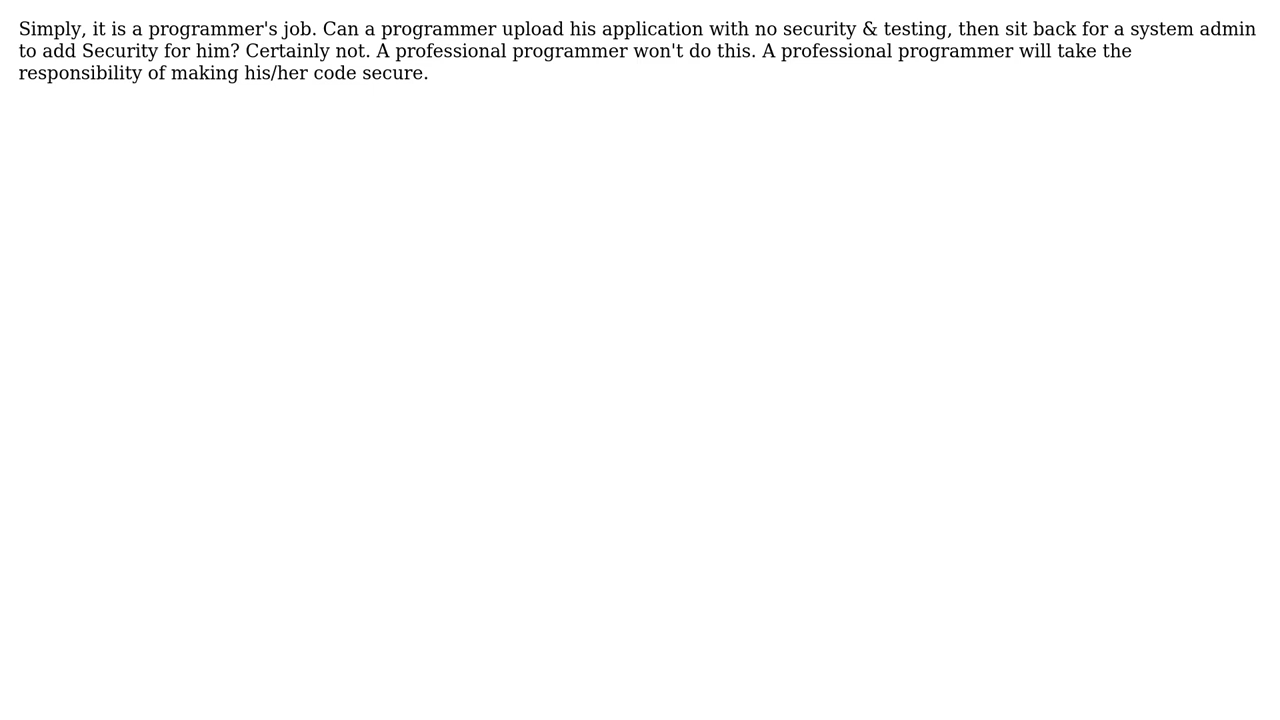 Simply, it is a programmer's job. Can a programmer upload his application with no security & testing, then sit back for a system admin
to add Security for him? Certainly not. A professional programmer won't do this. A professional programmer will take the
responsibility of making his/her code secure.